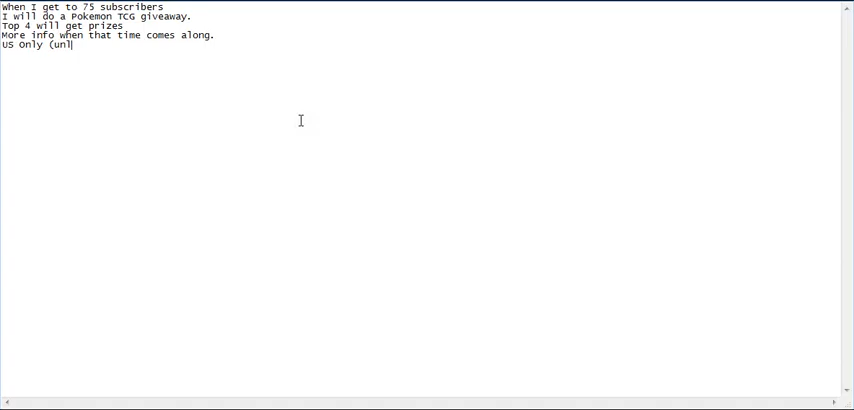 When I get to 75 subscribers
I will do a Pokemon TCG giveaway.
Top 4 will get prizes
More info when that time comes along.
US Only (unl